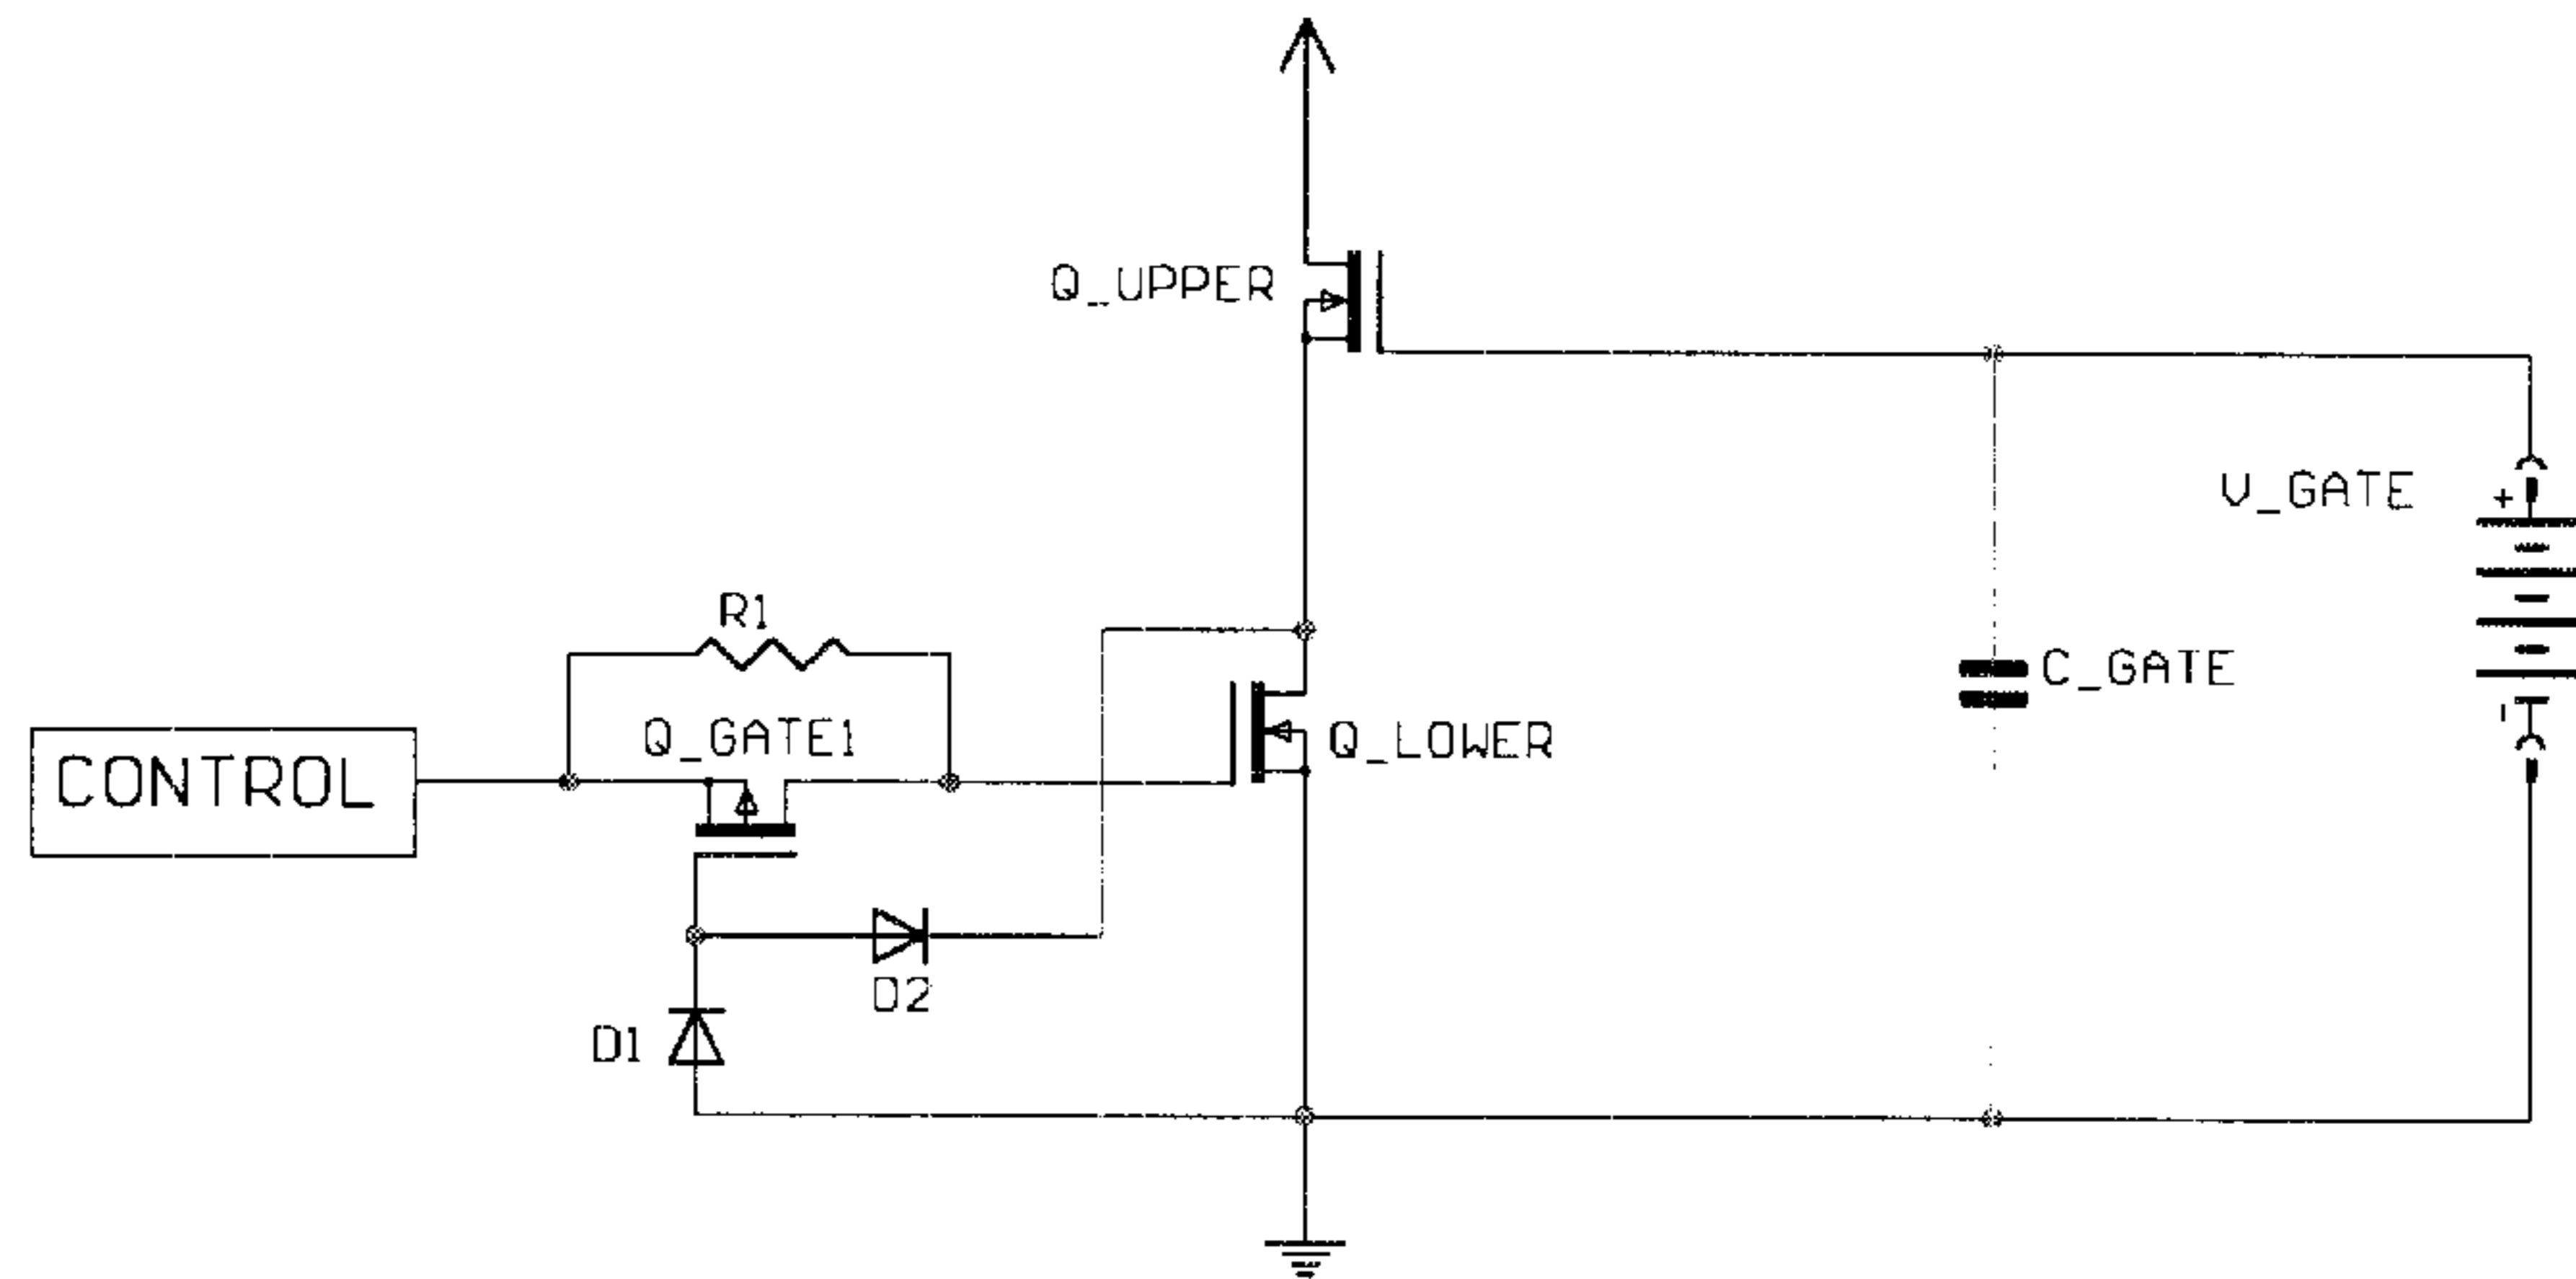 Q_UPPER
V_GATE
+
R1
C_GATE
Q_GATE1
Q_LOWER
CONTROL
-
D2
D1